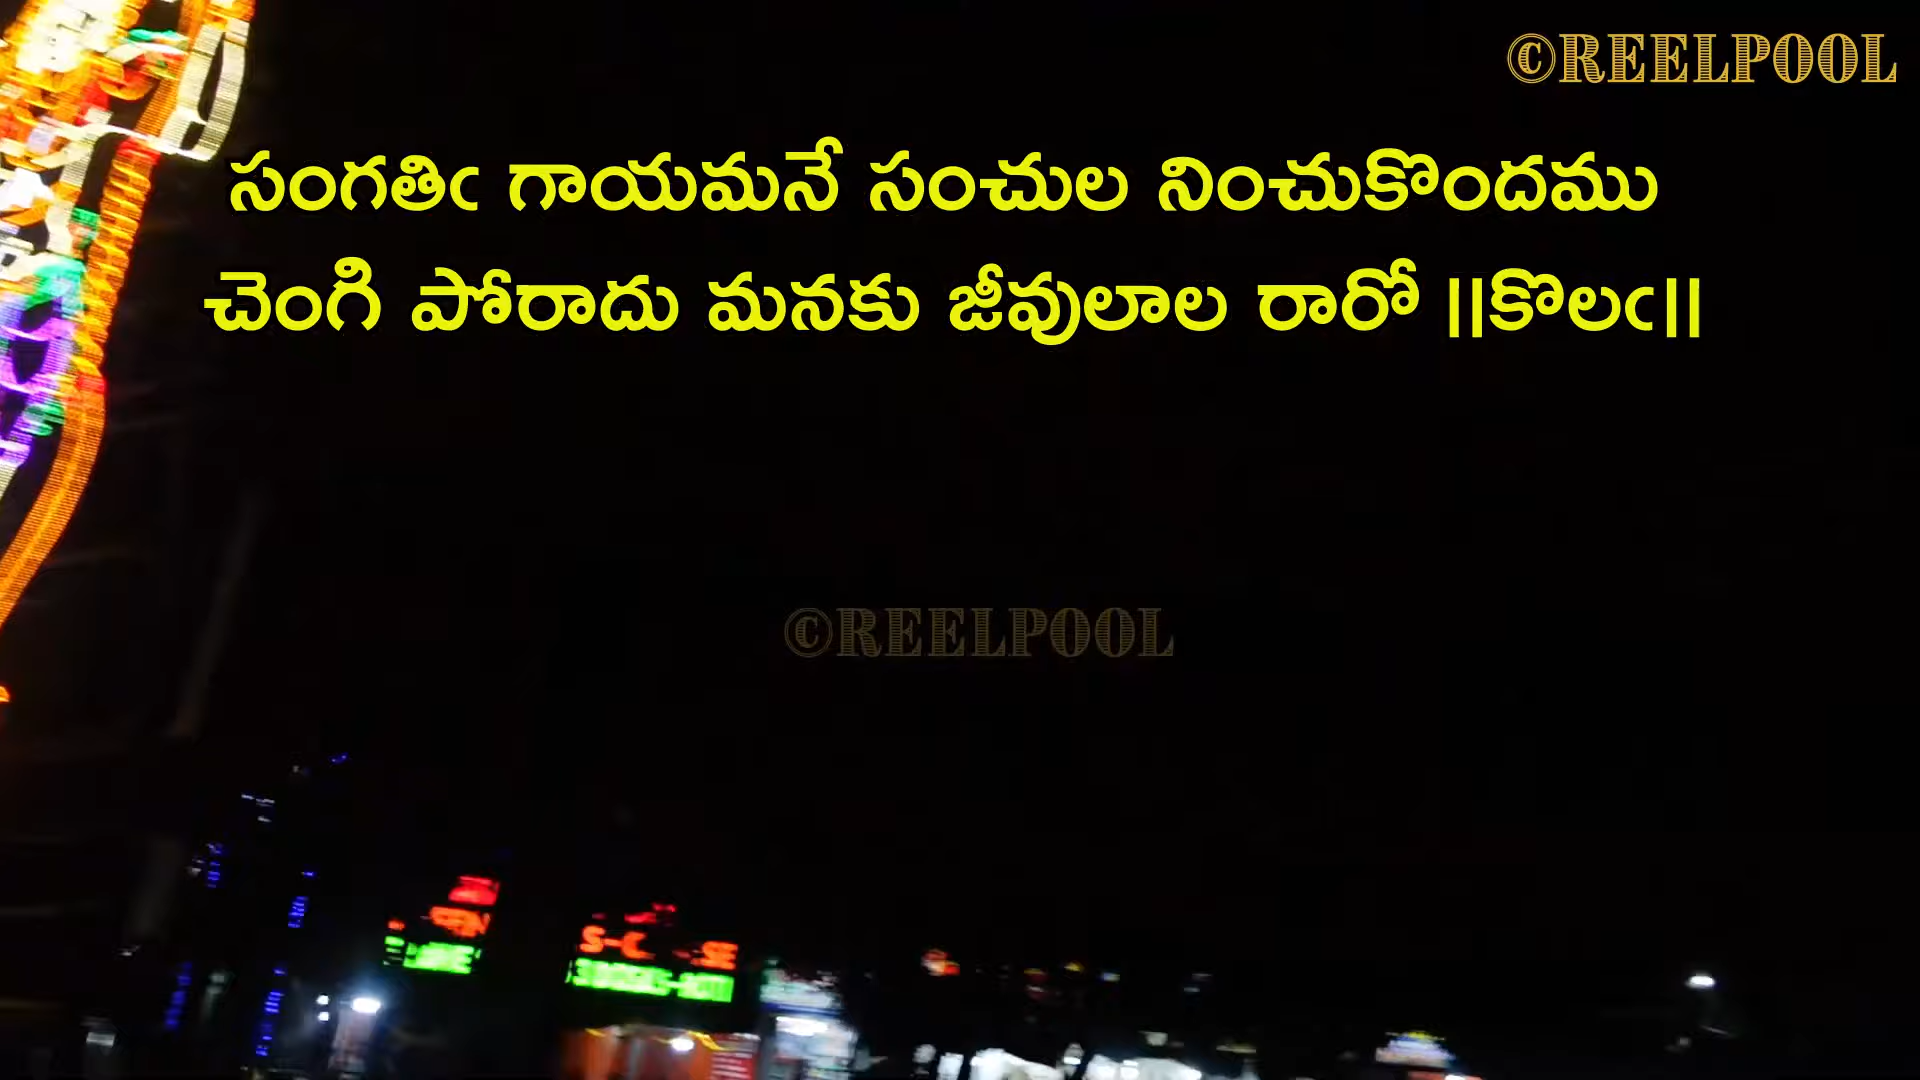 ©REELPOOL
సంగతిఁ గాయమనే సంచుల నించుకొందము
చెంగి పోరాదు మనకు జీవులాల రారో ||కొలఁ||
©REELPOOL